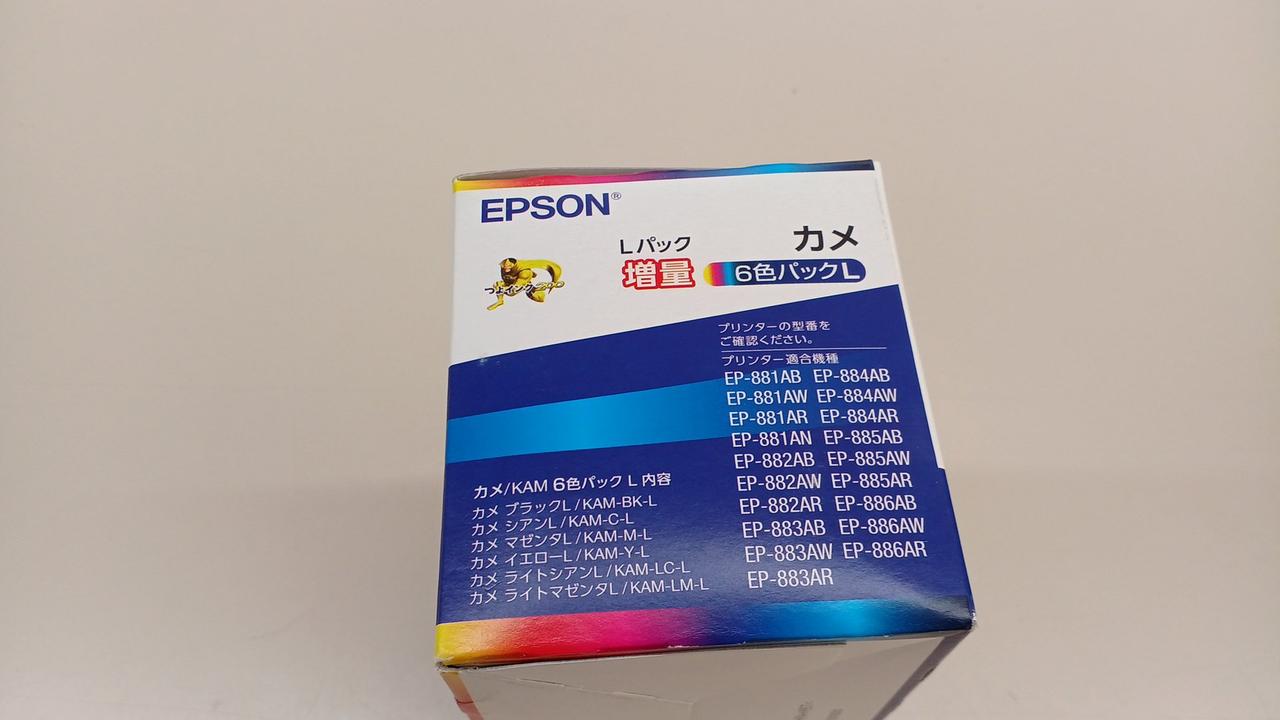 EPSON®
Lパック
増量
カメ
6色パックL
つよインク200
プリンターの型番を
ご確認ください。
プリンター適合機種
EP-881AB EP-884AB
EP-881AW EP-884AW
EP-881AR EP-884AR
EP-881AN EP-885AB
EP-882AB EP-885AW
EP-882AW EP-885AR
EP-882AR EP-886AB
EP-883AB EP-886AW
EP-883AW EP-886AR
EP-883AR
カメ/KAM 6色パック L 内容
カメ ブラックL/KAM-BK-L
カメ シアンL/KAM-C-L
カメ マゼンタL/KAM-M-L
カメ イエローL/KAM-Y-L
カメ ライトシアンL/KAM-LC-L
カメ ライトマゼンタL/KAM-LM-L